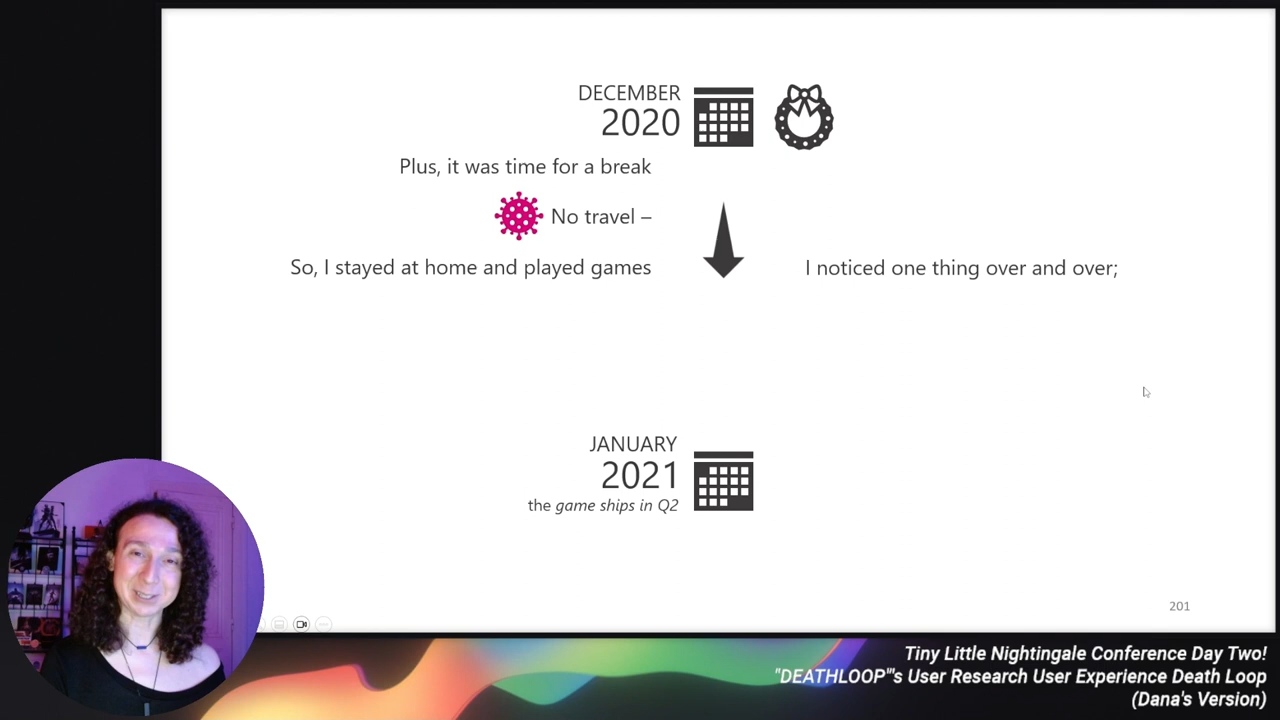 DECEMBER
2020
Plus, it was time for a break
No travel –
So, I stayed at home and played games
I noticed one thing over and over;
JANUARY
2021
the game ships in Q2
201
Tiny Little Nightingale Conference Day Two!
"DEATHLOOP"'s User Research User Experience Death Loop
(Dana's Version)